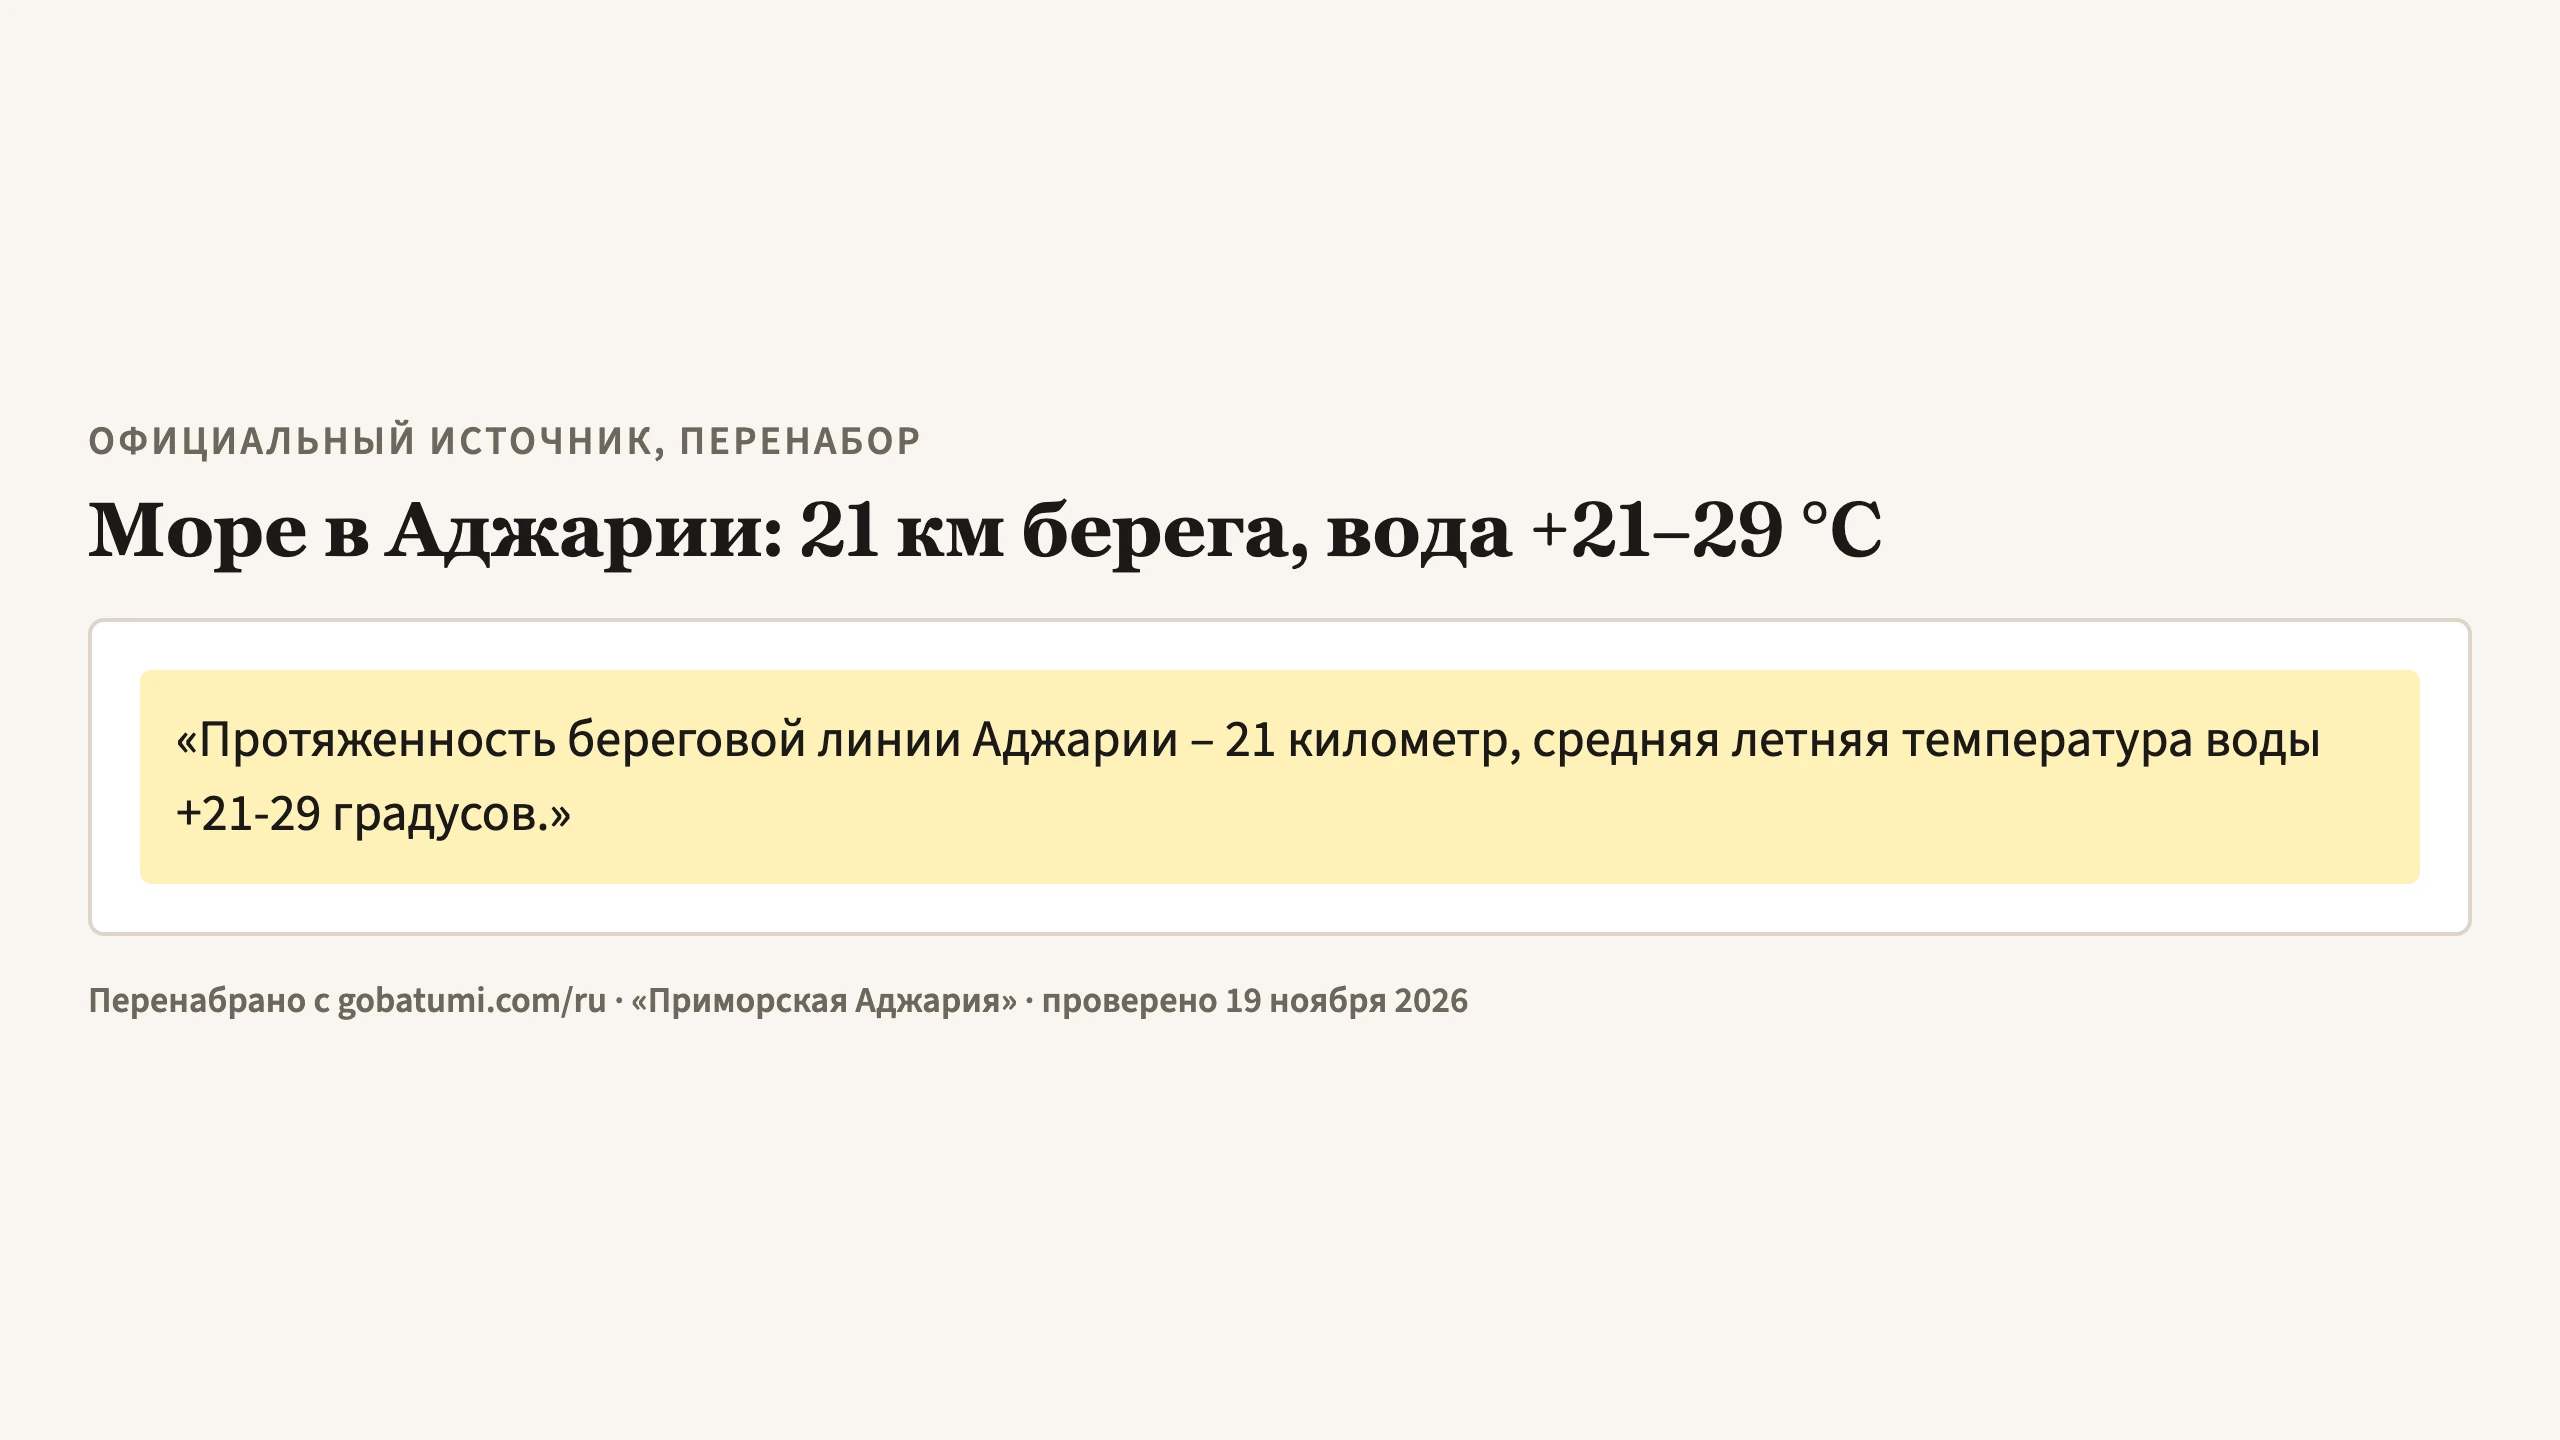 ОФИЦИАЛЬНЫЙ ИСТОЧНИК, ПЕРЕНАБОР
Море в Аджарии: 21 км берега, вода +21–29 °C
«Протяженность береговой линии Аджарии – 21 километр, средняя летняя температура воды
+21-29 градусов.»
Перенабрано с gobatumi.com/ru · «Приморская Аджария» · проверено 19 ноября 2026